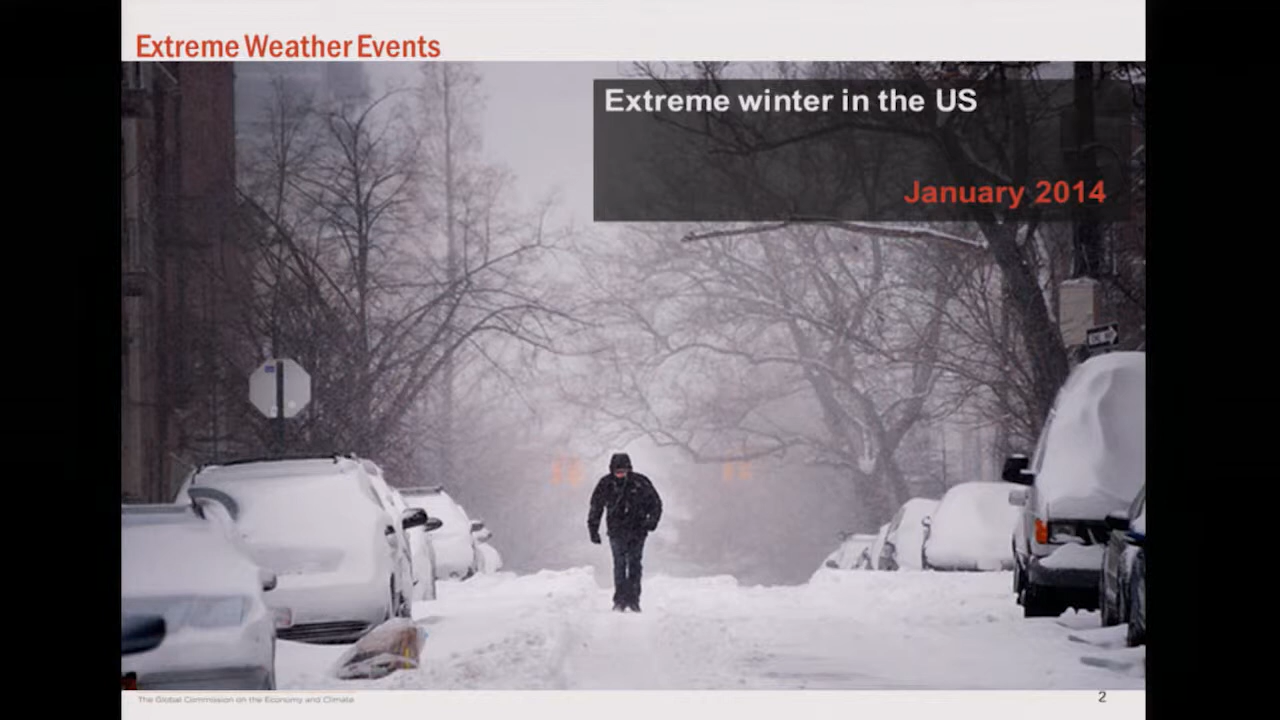 Extreme Weather Events
Extreme winter in the US
January 2014
The Global Commission on the Economy and Climate
2